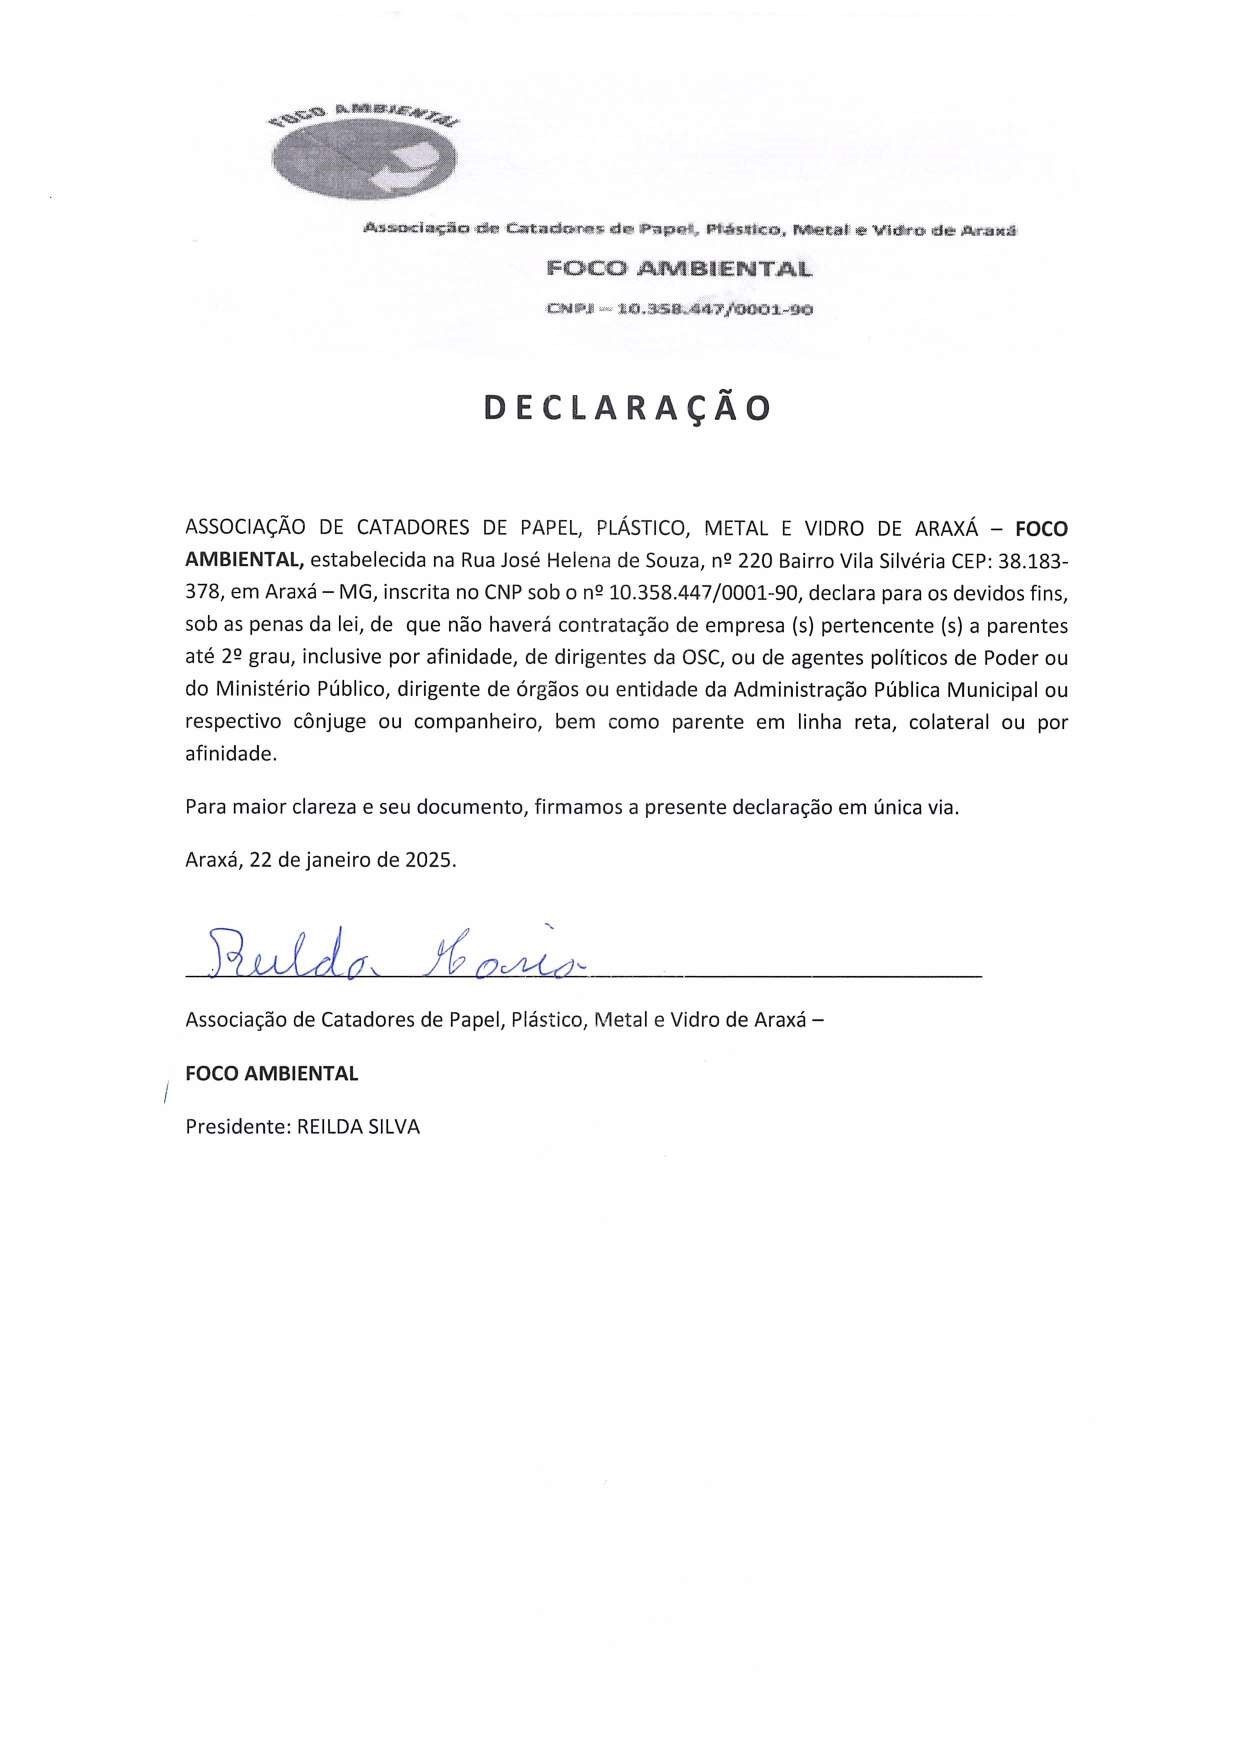 FOCO AMBIENTAL
Associação de Catadores de Papel, Plástico, Metal e Vidro de Araxá
FOCO AMBIENTAL
CNPJ – 10.358.447/0001-90
DECLARAÇÃO
ASSOCIAÇÃO DE CATADORES DE PAPEL, PLÁSTICO, METAL E VIDRO DE ARAXÁ – FOCO
AMBIENTAL, estabelecida na Rua José Helena de Souza, nº 220 Bairro Vila Silvéria CEP: 38.183-
378, em Araxá – MG, inscrita no CNP sob o nº 10.358.447/0001-90, declara para os devidos fins,
sob as penas da lei, de que não haverá contratação de empresa (s) pertencente (s) a parentes
até 2º grau, inclusive por afinidade, de dirigentes da OSC, ou de agentes políticos de Poder ou
do Ministério Público, dirigente de órgãos ou entidade da Administração Pública Municipal ou
respectivo cônjuge ou companheiro, bem como parente em linha reta, colateral ou por
afinidade.
Para maior clareza e seu documento, firmamos a presente declaração em única via.
Araxá, 22 de janeiro de 2025.
Reilda Maria
Associação de Catadores de Papel, Plástico, Metal e Vidro de Araxá –
FOCO AMBIENTAL
Presidente: REILDA SILVA